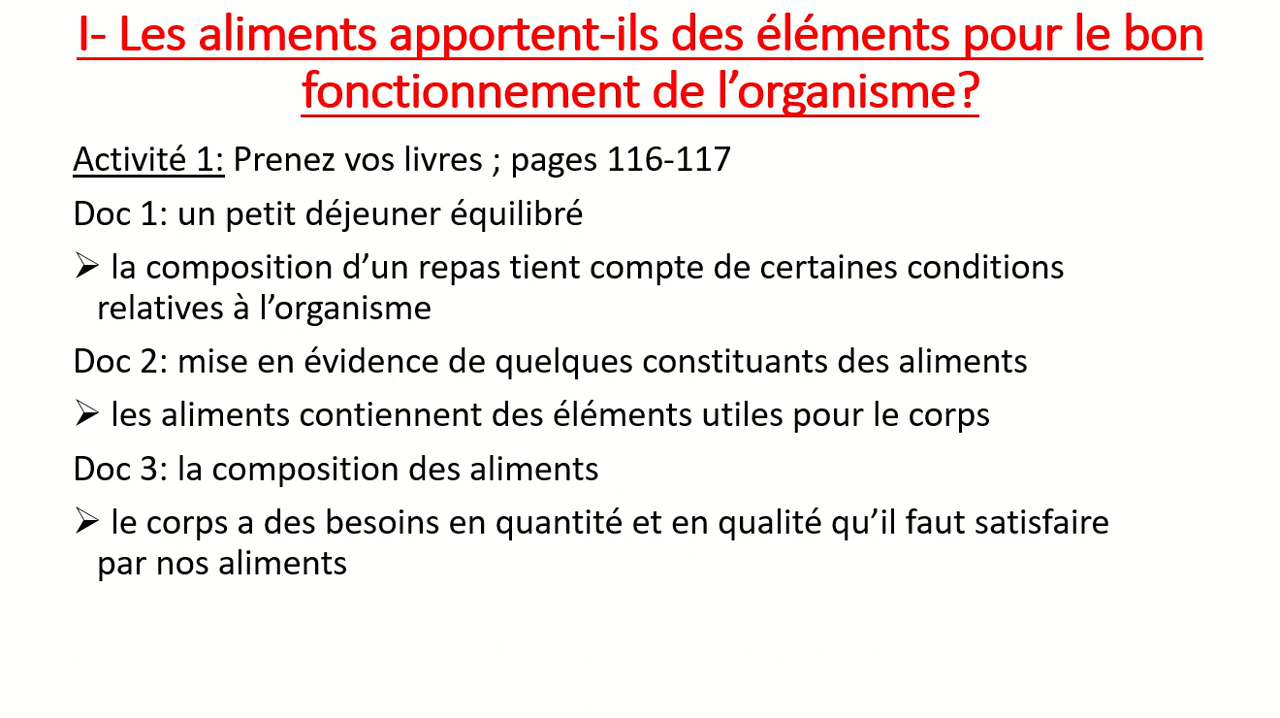 I- Les aliments apportent-ils des éléments pour le bon
fonctionnement de l’organisme?
Activité 1: Prenez vos livres ; pages 116-117
Doc 1: un petit déjeuner équilibré
➢ la composition d’un repas tient compte de certaines conditions
relatives à l’organisme
Doc 2: mise en évidence de quelques constituants des aliments
➢ les aliments contiennent des éléments utiles pour le corps
Doc 3: la composition des aliments
➢ le corps a des besoins en quantité et en qualité qu’il faut satisfaire
par nos aliments